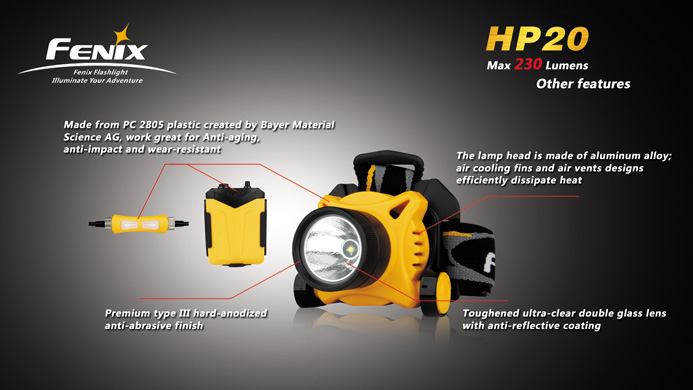 FENIX
Fenix Flashlight
Illuminate Your Adventure
HP20
Max 230 Lumens
Other features
Made from PC 2805 plastic created by Bayer Material
Science AG, work great for Anti-aging,
anti-impact and wear-resistant
The lamp head is made of aluminum alloy;
air cooling fins and air vents designs
efficiently dissipate heat
Premium type III hard-anodized
anti-abrasive finish
Toughened ultra-clear double glass lens
with anti-reflective coating